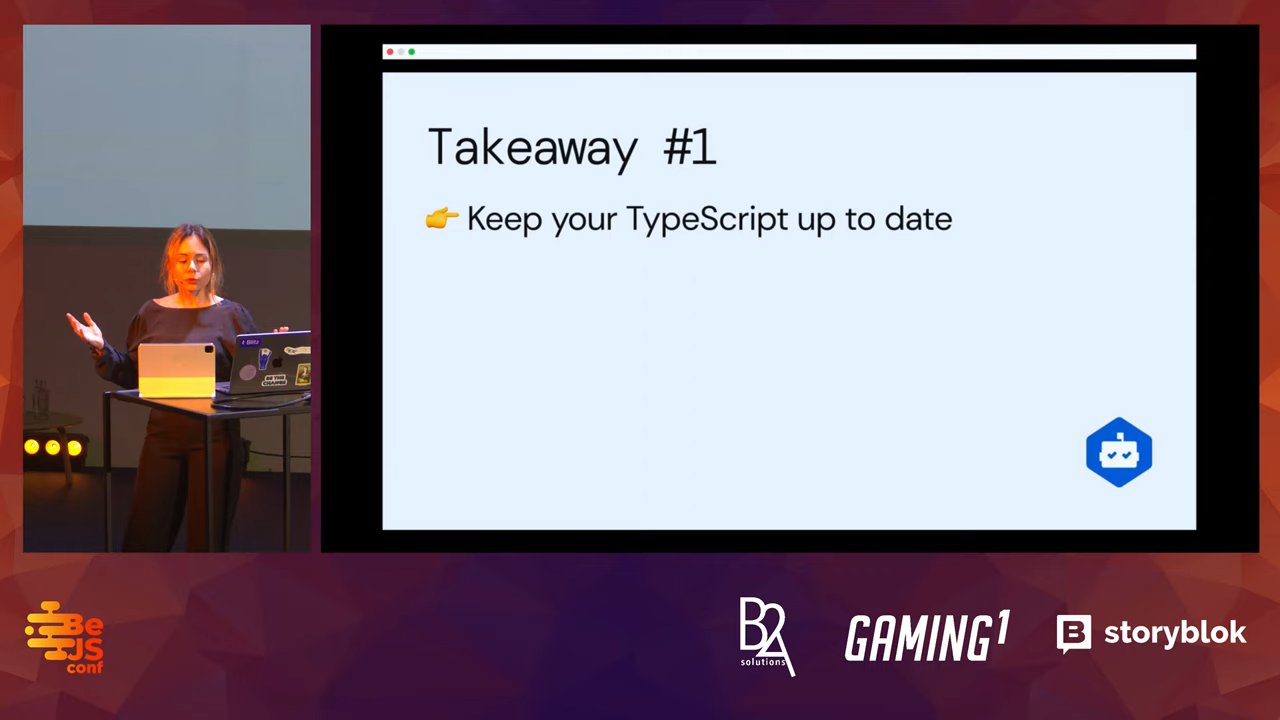 Takeaway #1
👉 Keep your TypeScript up to date
Be
JS
conf
B2A
solutions
GAMING1
storyblok